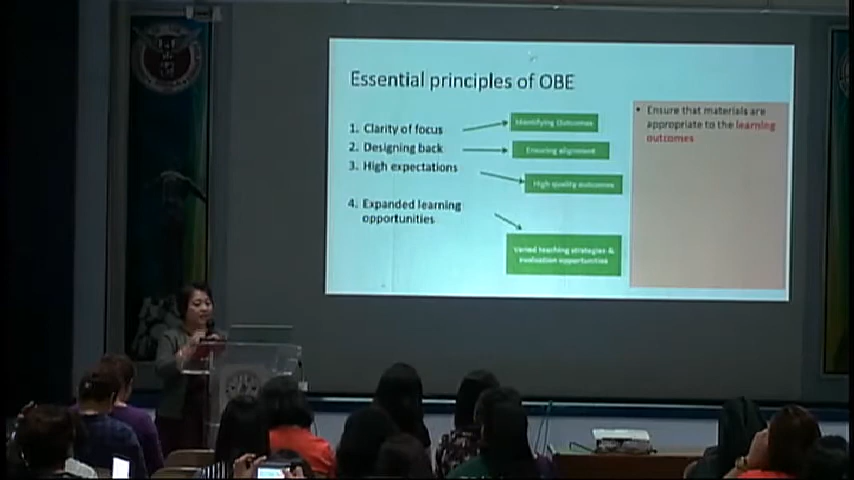 Essential principles of OBE
1. Clarity of focus
2. Designing back
3. High expectations
4. Expanded learning
opportunities
Identifying Outcomes
Ensuring alignment
High quality outcomes
Varied teaching strategies &
evaluation opportunities
• Ensure that materials are
appropriate to the learning
outcomes